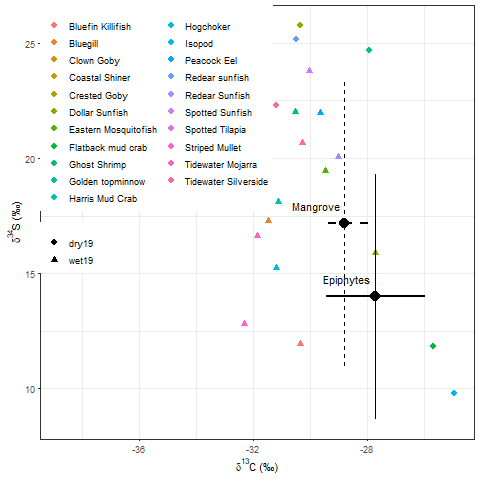 Bluefin Killifish
Bluegill
Clown Goby
Coastal Shiner
Crested Goby
Dollar Sunfish
Eastern Mosquitofish
Flatback mud crab
Ghost Shrimp
Golden topminnow
Harris Mud Crab
Hogchoker
Isopod
Peacock Eel
Redear sunfish
Redear Sunfish
Spotted Sunfish
Spotted Tilapia
Striped Mullet
Tidewater Mojarra
Tidewater Silverside
dry19
wet19
Mangrove
Epiphytes
25
20
15
10
δ³⁴S (‰)
-36
-32
-28
δ¹³C (‰)